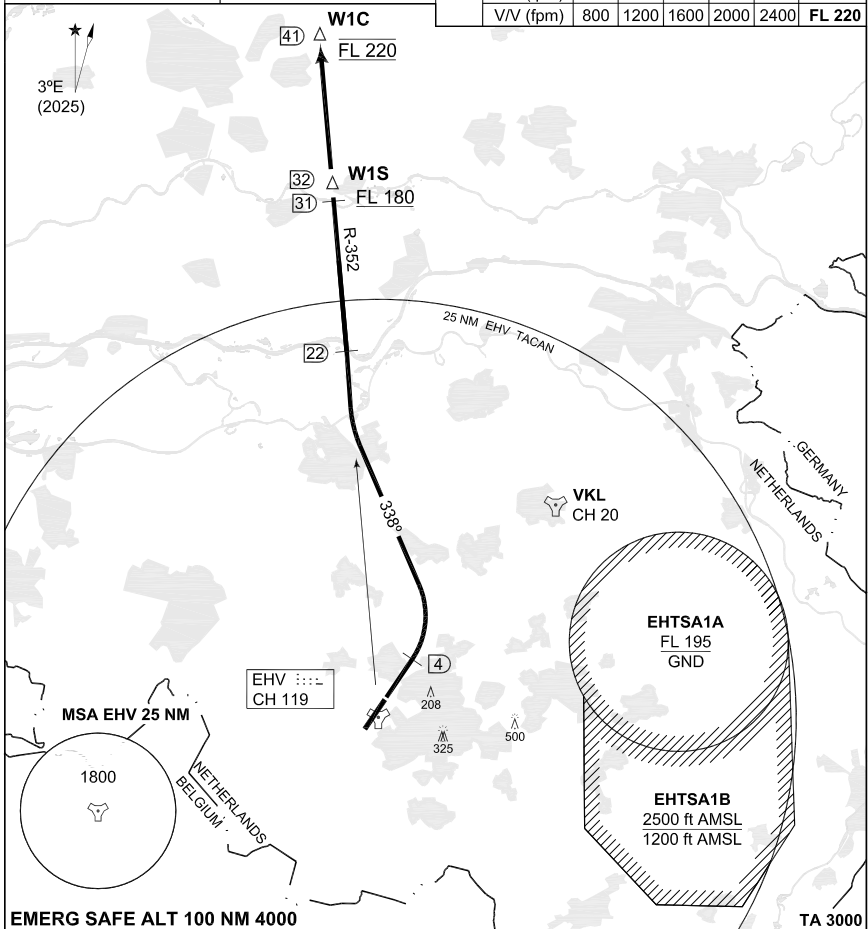 V/V (fpm) 800 1200 1600 2000 2400 FL 220
W1C
41
FL 220
3ºE
(2025)
W1S
32
FL 180
31
R-352
25 NM EHV TACAN
22
GERMANY
NETHERLANDS
VKL
CH 20
338º
EHTSA1A
FL 195
GND
4
EHV
CH 119
208
325
500
MSA EHV 25 NM
1800
NETHERLANDS
BELGIUM
EHTSA1B
2500 ft AMSL
1200 ft AMSL
EMERG SAFE ALT 100 NM 4000
TA 3000